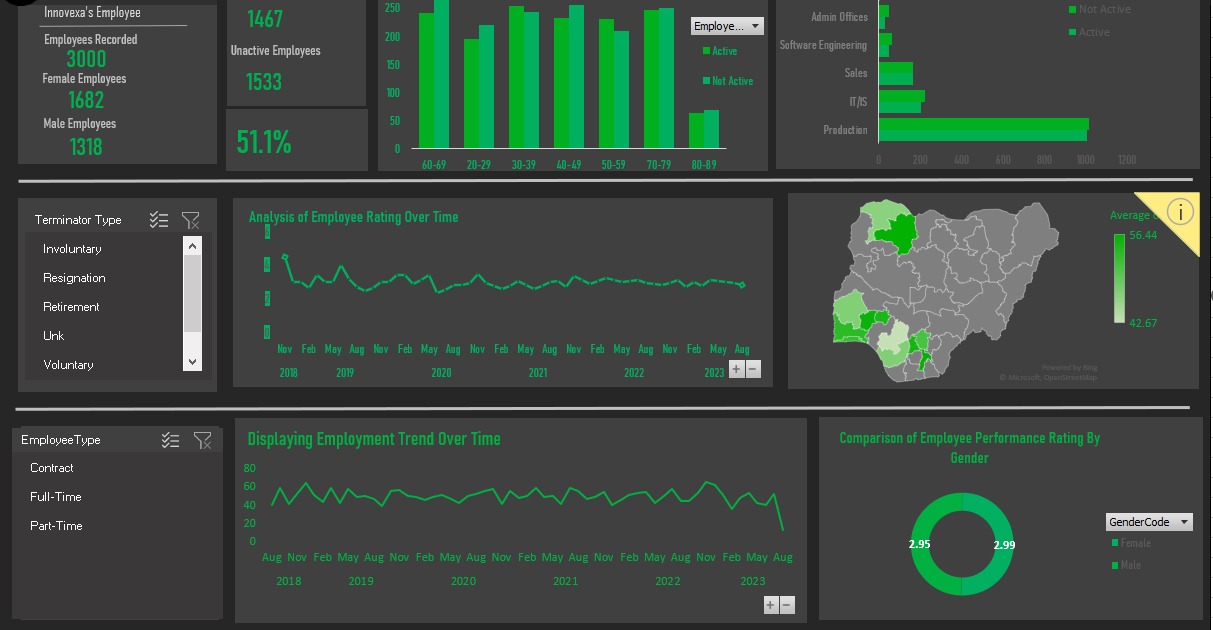 Innovexa's Employee
Employees Recorded
3000
Female Employees
1682
Male Employees
1318
1467
Unactive Employees
1533
51.1%
250
200
150
100
50
0
60-69 20-29 30-39 40-49 50-59 70-79 80-89
Employe...
Active
Not Active
Admin Offices
Software Engineering
Sales
IT/IS
Production
0 200 400 600 800 1000 1200
Not Active
Active
Terminator Type
Involuntary
Resignation
Retirement
Unk
Voluntary
Analysis of Employee Rating Over Time
Nov Feb May Aug Nov Feb May Aug Nov Feb May Aug Nov Feb May Aug Nov Feb May Aug
2018 2019 2020 2021 2022 2023
+ −
Average
56.44
42.67
Powered by Bing
© Microsoft, OpenStreetMap
EmployeeType
Contract
Full-Time
Part-Time
Displaying Employment Trend Over Time
80
60
40
20
0
Aug Nov Feb May Aug Nov Feb May Aug Nov Feb May Aug Nov Feb May Aug Nov Feb May Aug
2018 2019 2020 2021 2022 2023
+ −
Comparison of Employee Performance Rating By
Gender
2.95
2.99
GenderCode
Female
Male